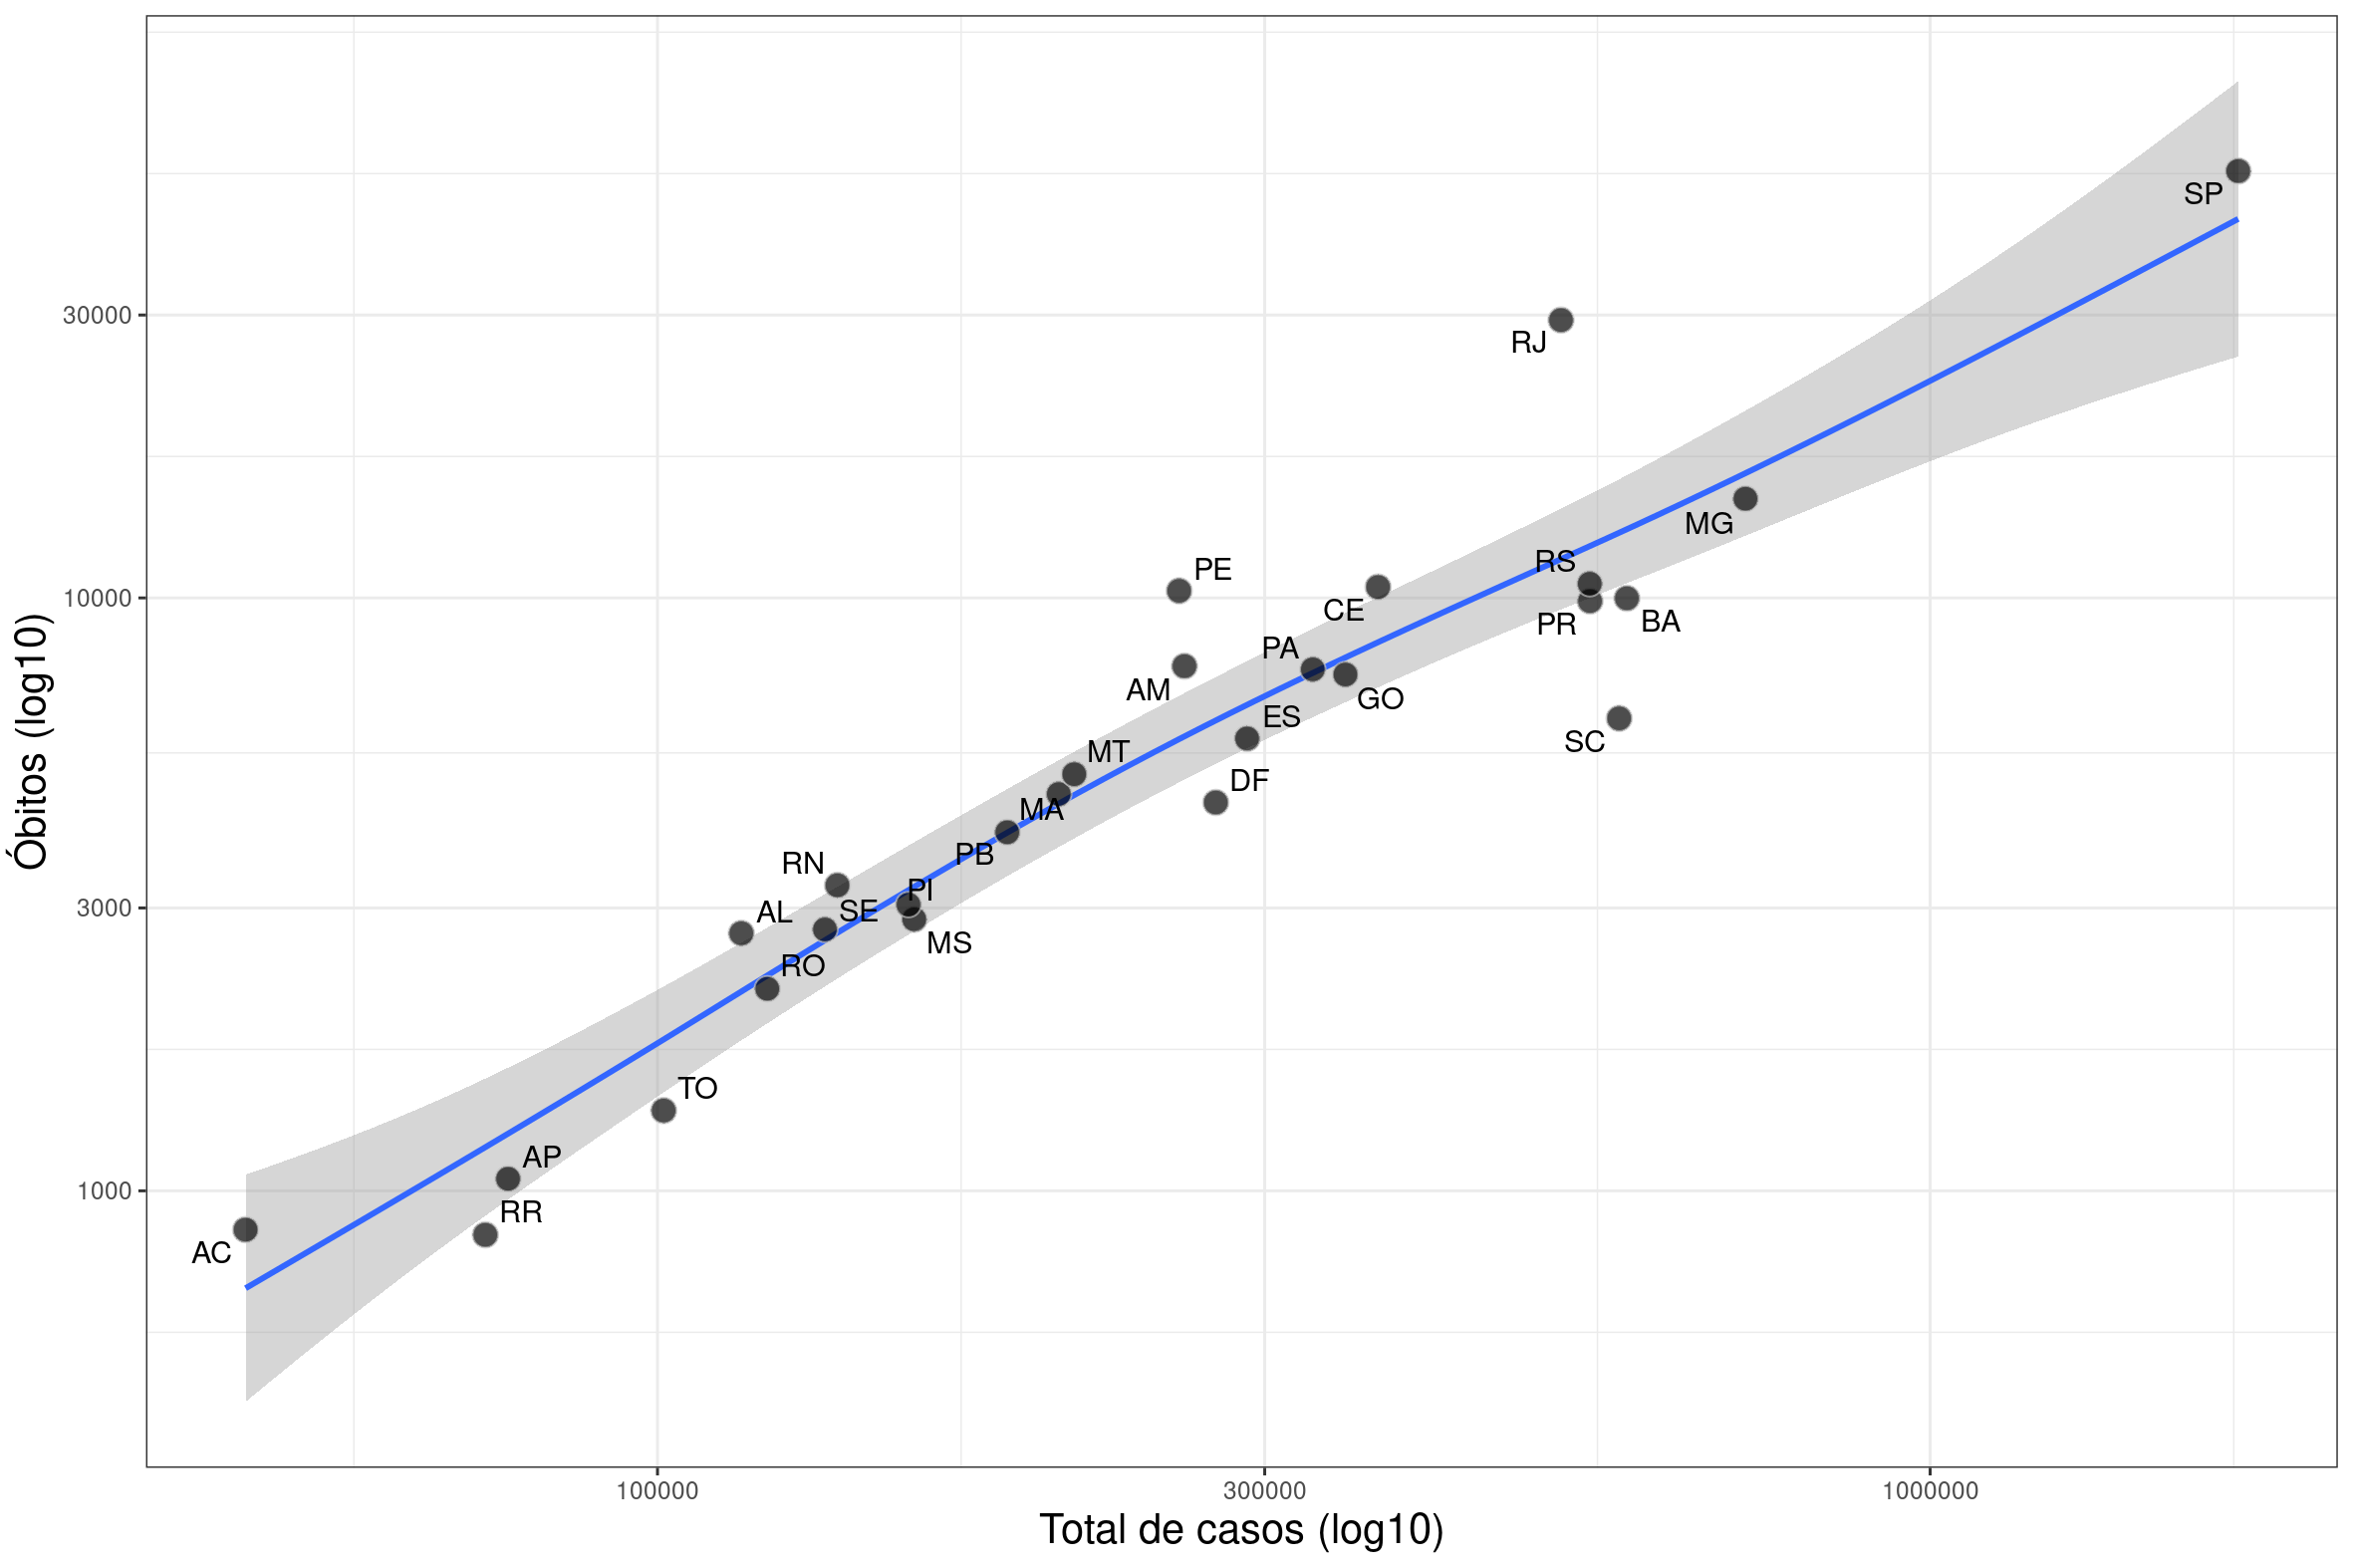 SP
30000
RJ
MG
PE
RS
10000
CE
PR
BA
PA
AM
GO
ES
SC
MT
DF
MA
PB
RN
PI
3000
AL
SE
MS
RO
TO
AP
1000
RR
AC
Óbitos (log10)
100000
300000
1000000
Total de casos (log10)